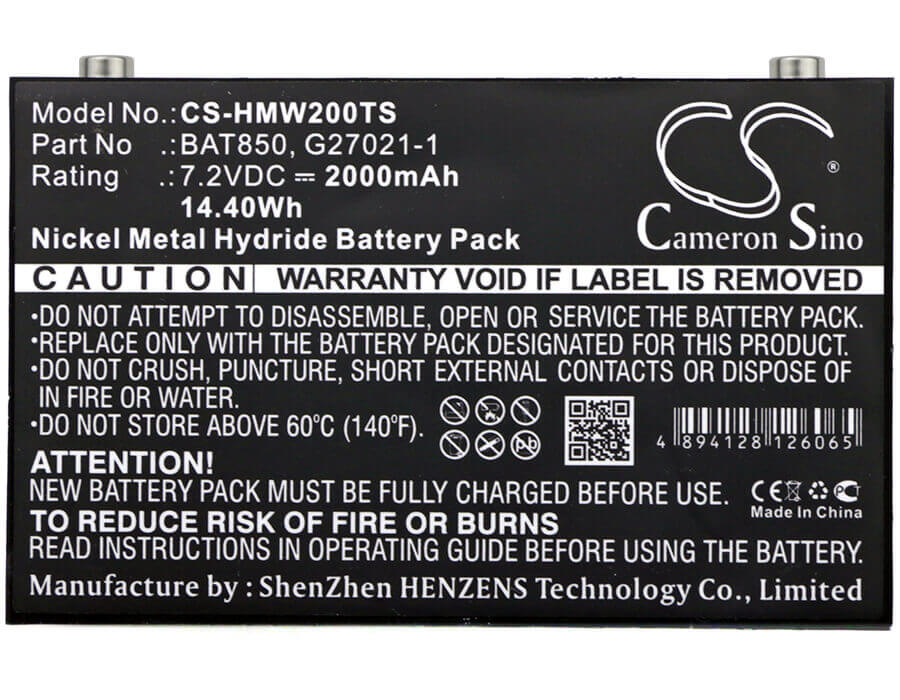 Model No.:CS-HMW200TS
Part No .:BAT850, G27021-1
Rating .:7.2VDC ⎓ 2000mAh
14.40Wh
Nickel Metal Hydride Battery Pack
CS
®
Cameron Sino
CAUTION WARRANTY VOID IF LABEL IS REMOVED
•DO NOT ATTEMPT TO DISASSEMBLE, OPEN OR SERVICE THE BATTERY PACK.
•REPLACE ONLY WITH THE BATTERY PACK DESIGNATED FOR THIS PRODUCT.
•DO NOT CRUSH, PUNCTURE, SHORT EXTERNAL CONTACTS OR DISPOSE OF
IN FIRE OR WATER.
•DO NOT STORE ABOVE 60°C (140°F).
Pb
4 894128 126065
ATTENTION!
NEW BATTERY PACK MUST BE FULLY CHARGED BEFORE USE.
CE
Made In China
TO REDUCE RISK OF FIRE OR BURNS
READ INSTRUCTIONS IN OPERATING GUIDE BEFORE USING THE BATTERY.
Manufacture by : ShenZhen HENZENS Technology Co., Limited